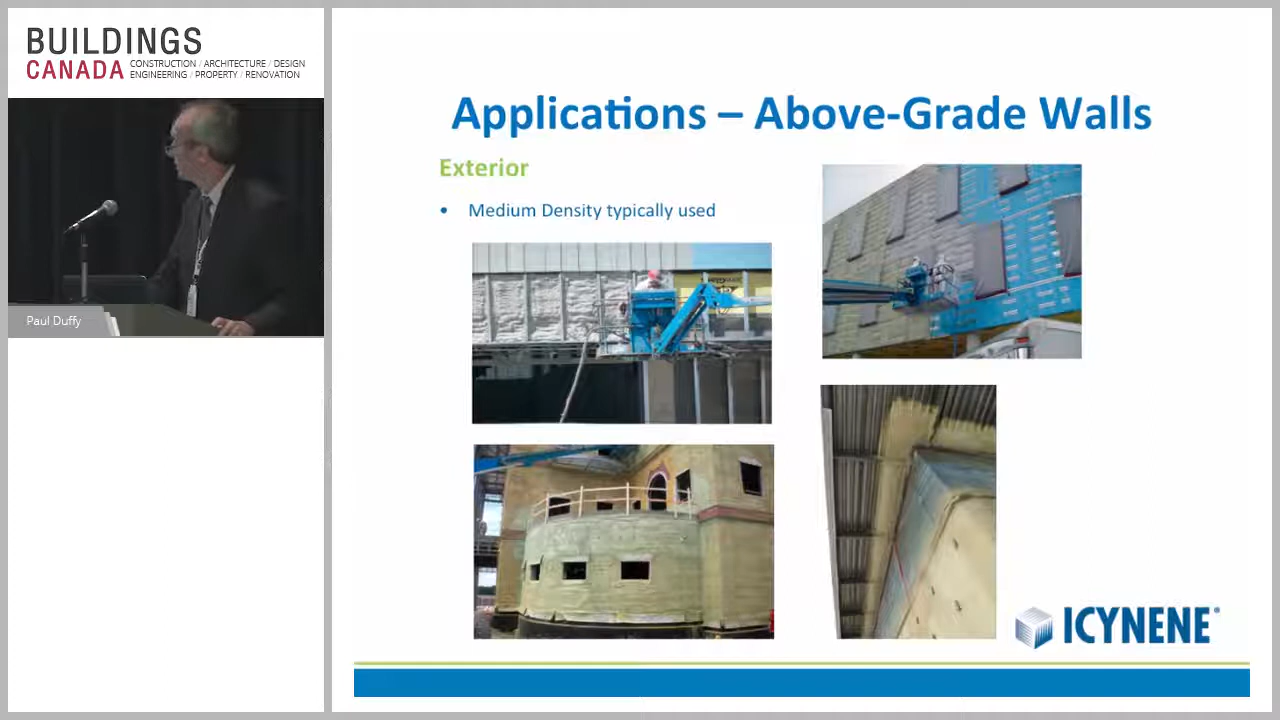 BUILDINGS
CANADA
CONSTRUCTION / ARCHITECTURE / DESIGN
ENGINEERING / PROPERTY / RENOVATION
Paul Duffy
Applications – Above-Grade Walls
Exterior
• Medium Density typically used
ICYNENE®